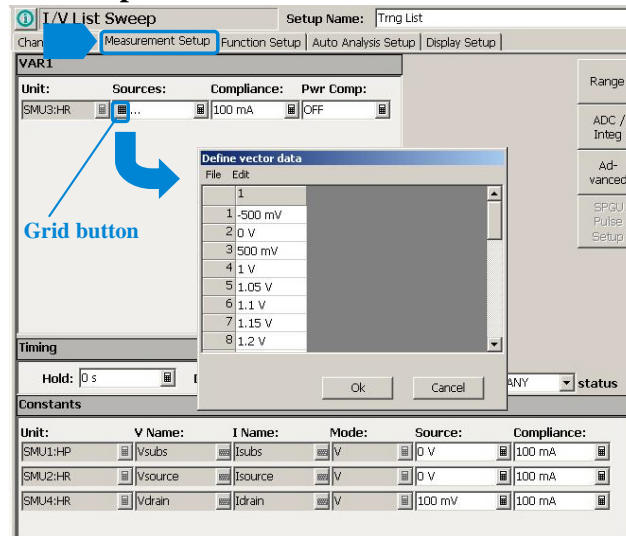 I/V List Sweep Setup Name: Trng List
Chan Measurement Setup Function Setup Auto Analysis Setup Display Setup
VAR1
Unit: Sources: Compliance: Pwr Comp:
SMU3:HR ... 100 mA OFF
Range
ADC / Integ
Ad-vanced
SPGU Pulse Setup
Grid button
Define vector data
File Edit
1
1 -500 mV
2 0 V
3 500 mV
4 1 V
5 1.05 V
6 1.1 V
7 1.15 V
8 1.2 V
Ok Cancel
Timing
Hold: 0 s ANY status
Constants
Unit: V Name: I Name: Mode: Source: Compliance:
SMU1:HP Vsubs Isubs V 0 V 100 mA
SMU2:HR Vsource Isource V 0 V 100 mA
SMU4:HR Vdrain Idrain V 100 mV 100 mA